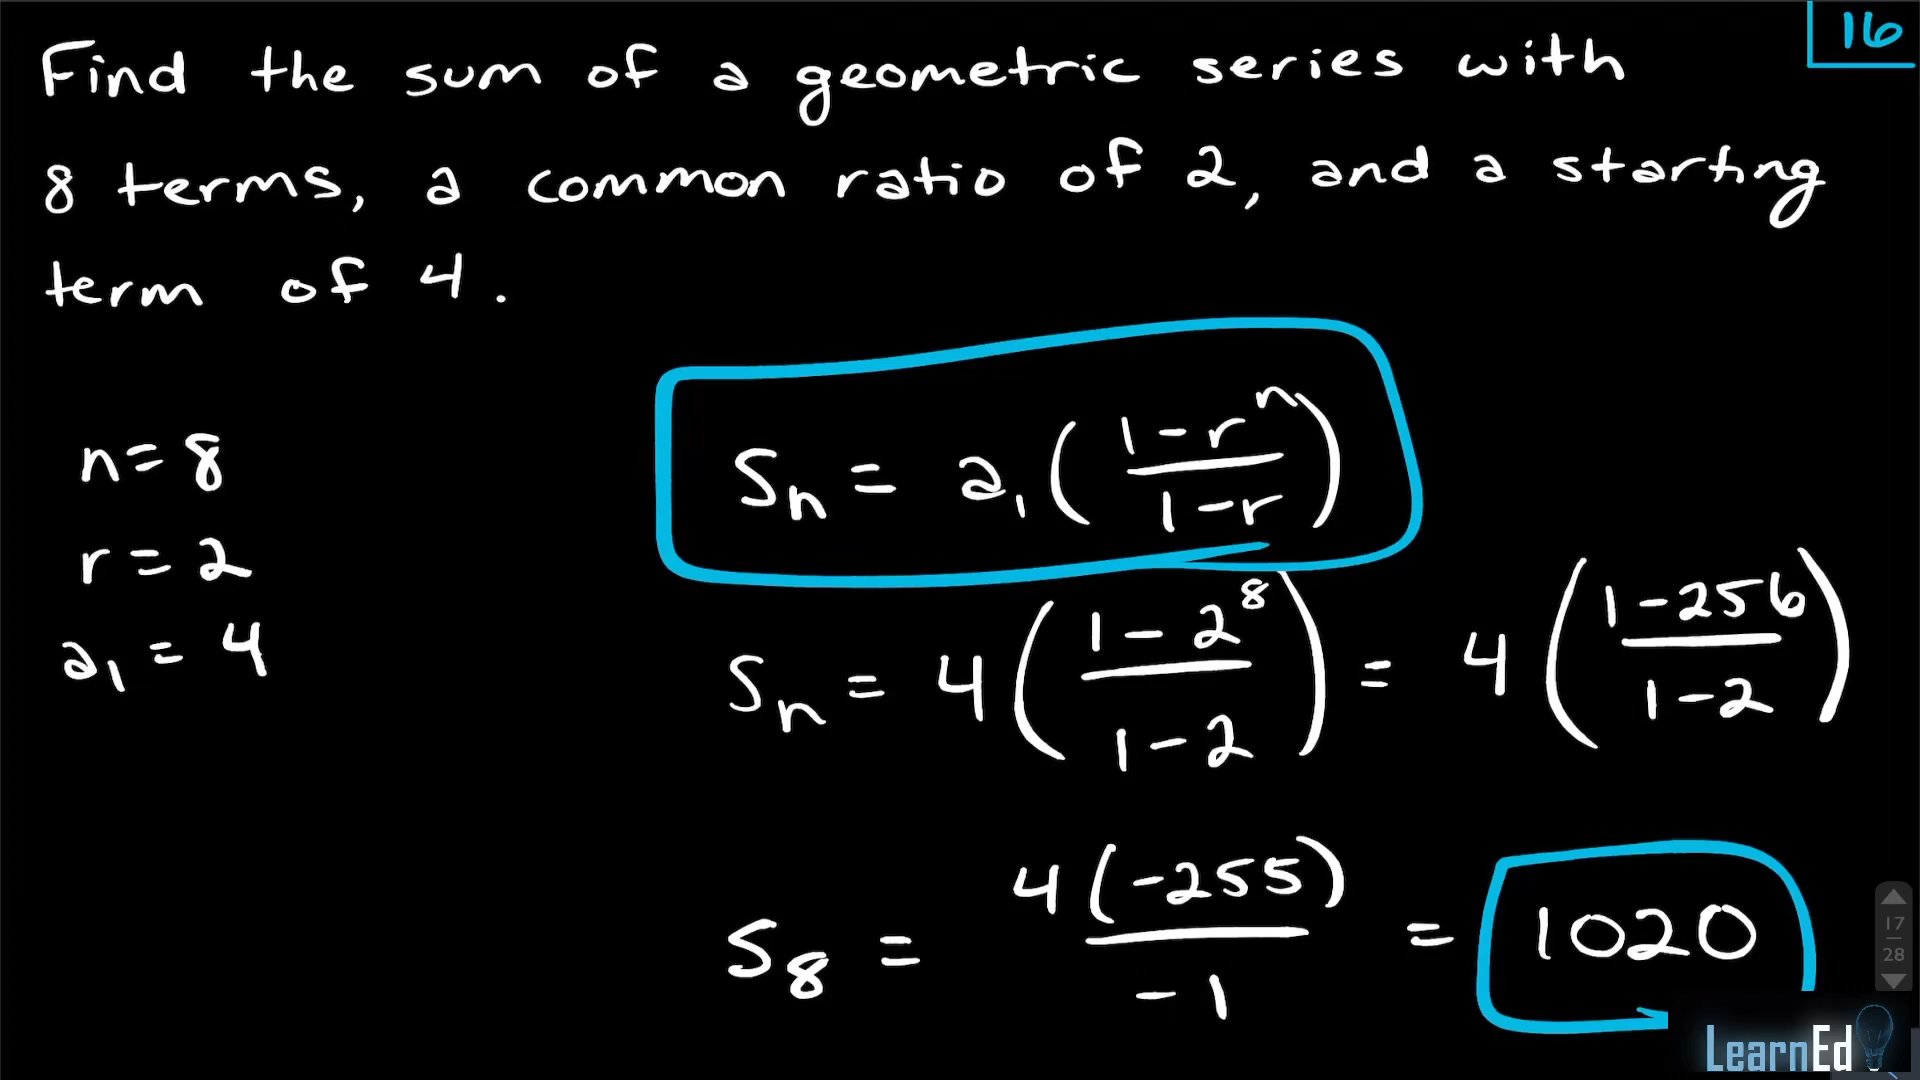 16
Find the sum of a geometric series with
8 terms, a common ratio of 2, and a starting
term of 4.
n = 8
r = 2
a₁ = 4
Sₙ = a₁((1-rⁿ)/(1-r))
Sₙ = 4((1-2⁸)/(1-2)) = 4((1-256)/(1-2))
S₈ = 4(-255)/-1 = 1020
17
28
LearnEd